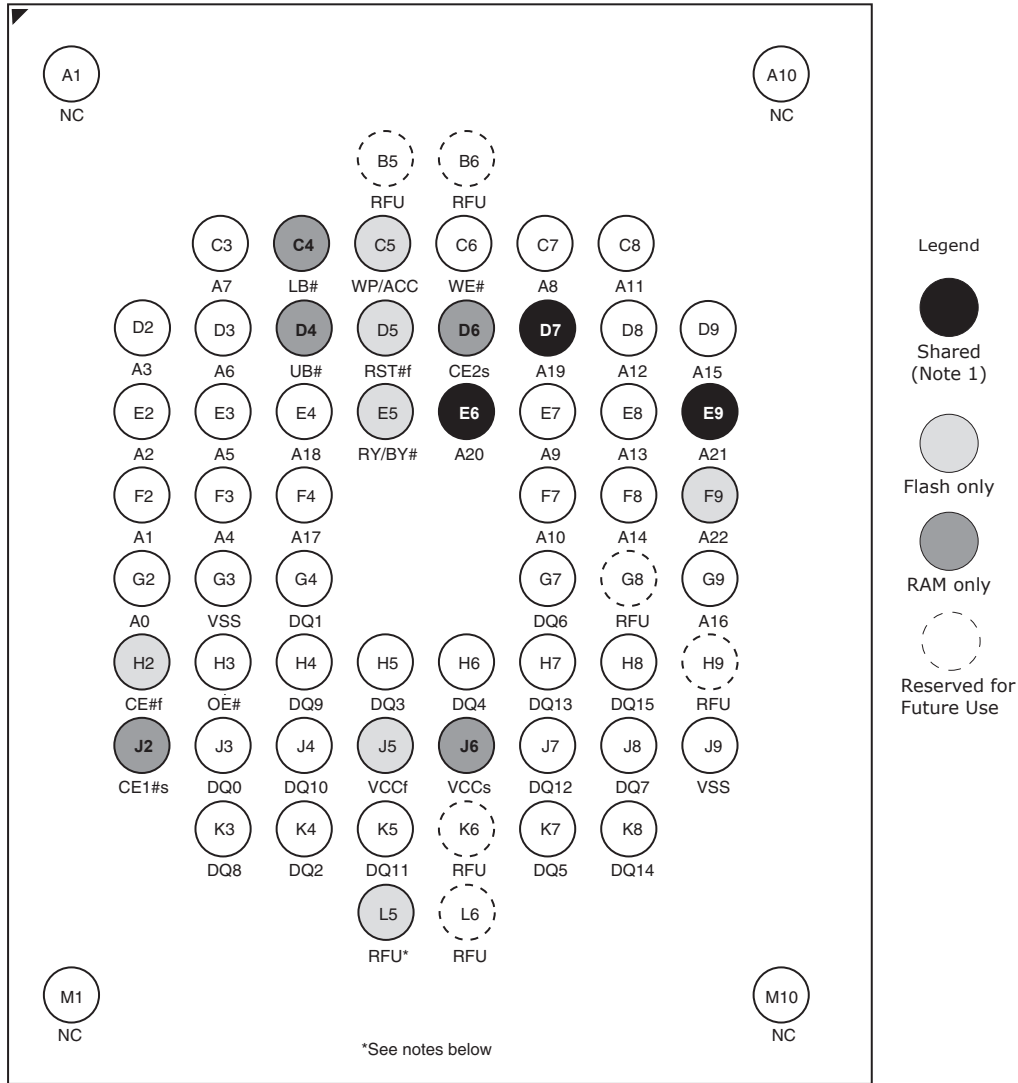 A1 A10
NC NC
B5 B6
RFU RFU
C3 C4 C5 C6 C7 C8
A7 LB# WP/ACC WE# A8 A11
D2 D3 D4 D5 D6 D7 D8 D9
A3 A6 UB# RST#f CE2s A19 A12 A15
E2 E3 E4 E5 E6 E7 E8 E9
A2 A5 A18 RY/BY# A20 A9 A13 A21
F2 F3 F4 F7 F8 F9
A1 A4 A17 A10 A14 A22
G2 G3 G4 G7 G8 G9
A0 VSS DQ1 DQ6 RFU A16
H2 H3 H4 H5 H6 H7 H8 H9
CE#f OE# DQ9 DQ3 DQ4 DQ13 DQ15 RFU
J2 J3 J4 J5 J6 J7 J8 J9
CE1#s DQ0 DQ10 VCCf VCCs DQ12 DQ7 VSS
K3 K4 K5 K6 K7 K8
DQ8 DQ2 DQ11 RFU DQ5 DQ14
L5 L6
RFU* RFU
M1 M10
NC NC
*See notes below
Legend
Shared
(Note 1)
Flash only
RAM only
Reserved for
Future Use